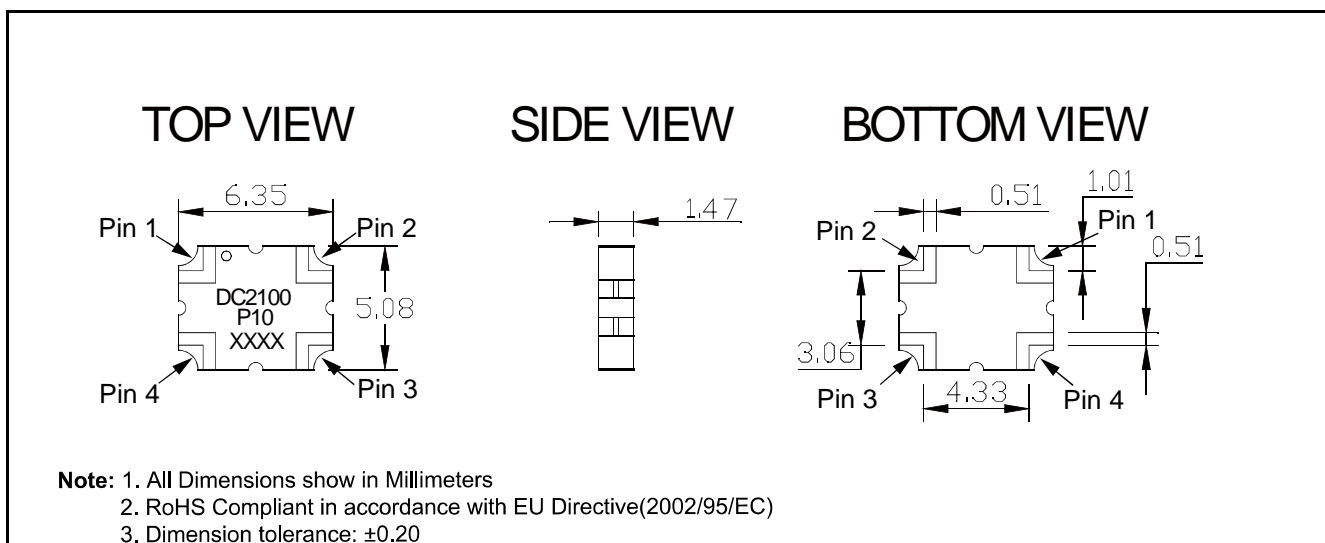 TOP VIEW
SIDE VIEW
BOTTOM VIEW
6.35
Pin 1
Pin 2
DC2100
P10
XXXX
5.08
Pin 4
Pin 3
1.47
0.51
1.01
Pin 2
Pin 1
0.51
3.06
Pin 3
4.33
Pin 4
Note: 1. All Dimensions show in Millimeters
2. RoHS Compliant in accordance with EU Directive(2002/95/EC)
3. Dimension tolerance: ±0.20